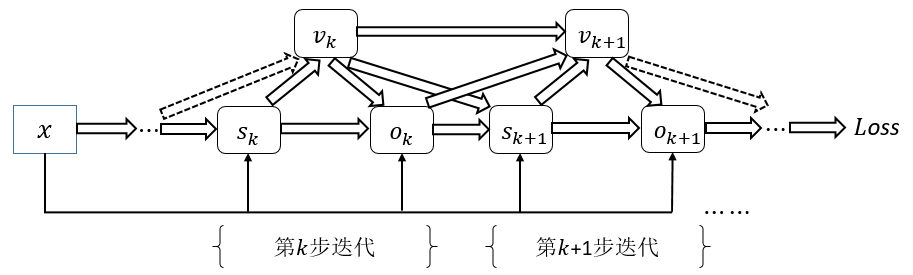 v_k v_{k+1}
x … s_k o_k s_{k+1} o_{k+1} … Loss
……
第k步迭代 第k+1步迭代